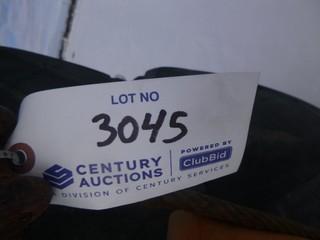 LOT NO
3045
CENTURY AUCTIONS
POWERED BY
ClubBid
A DIVISION OF CENTURY SERVICES